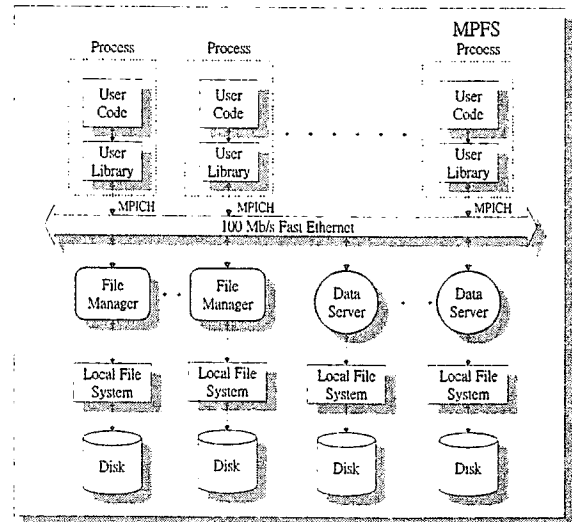 MPFS
Process
Process
Process
User
Code
User
Code
User
Code
User
Library
User
Library
User
Library
MPICH
MPICH
MPICH
100 Mb/s Fast Ethernet
File
Manager
File
Manager
Data
Server
Data
Server
Local File
System
Local File
System
Local File
System
Local File
System
Disk
Disk
Disk
Disk